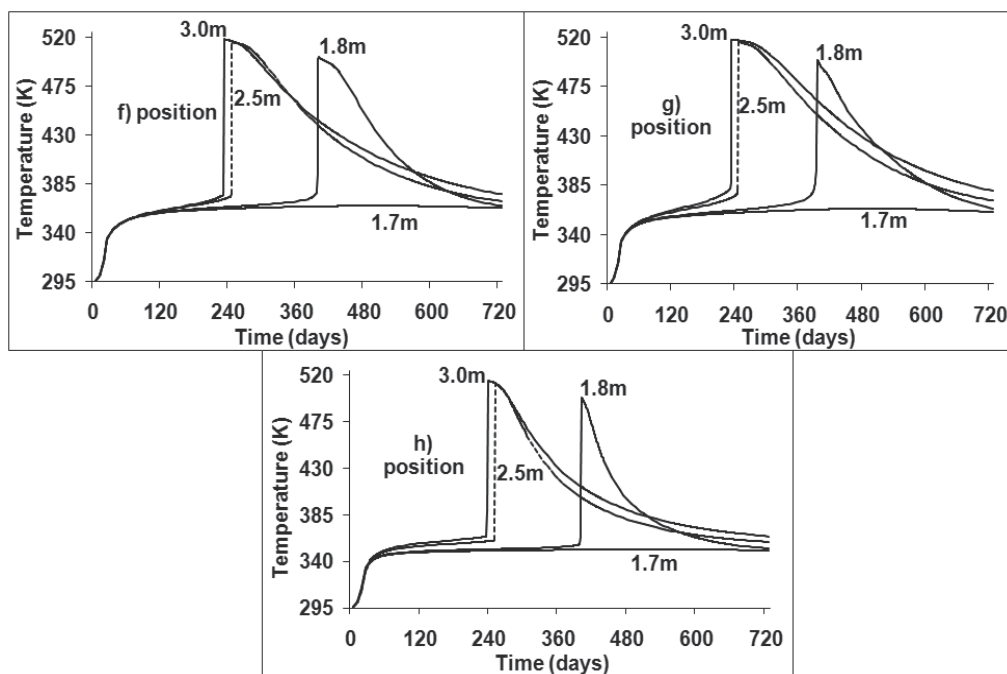 520
475
430
385
340
295
Temperature (K)
3.0m
1.8m
f) position
2.5m
1.7m
0 120 240 360 480 600 720
Time (days)
520
475
430
385
340
295
Temperature (K)
3.0m
1.8m
g)
position
2.5m
1.7m
0 120 240 360 480 600 720
Time (days)
520
475
430
385
340
295
Temperature (K)
3.0m
1.8m
h)
position
2.5m
1.7m
0 120 240 360 480 600 720
Time (days)